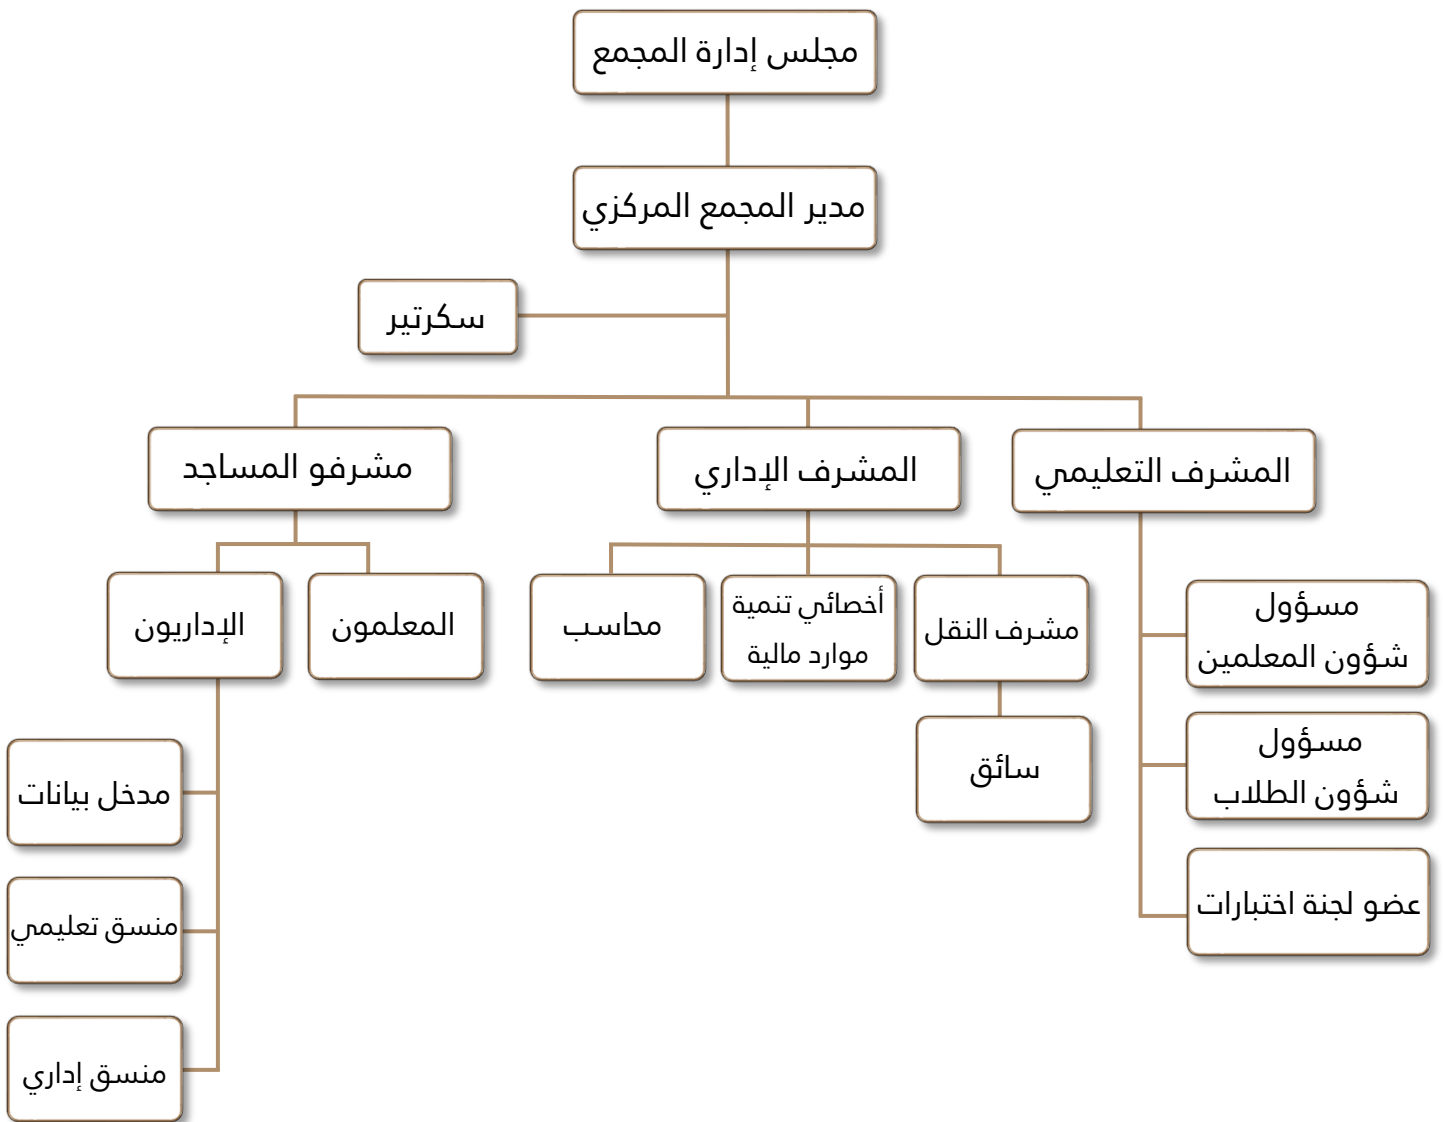 مجلس إدارة المجمع
مدير المجمع المركزي
سكرتير
المشرف التعليمي
المشرف الإداري
مشرفو المساجد
مسؤول
شؤون المعلمين
مسؤول
شؤون الطلاب
عضو لجنة اختبارات
مشرف النقل
أخصائي تنمية
موارد مالية
محاسب
سائق
المعلمون
الإداريون
مدخل بيانات
منسق تعليمي
منسق إداري